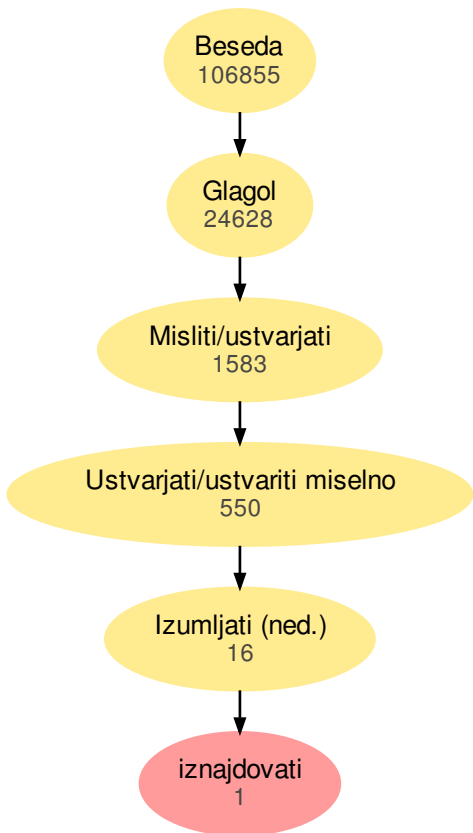 Beseda
106855
Glagol
24628
Misliti/ustvarjati
1583
Ustvarjati/ustvariti miselno
550
Izumljati (ned.)
16
iznajdovati
1